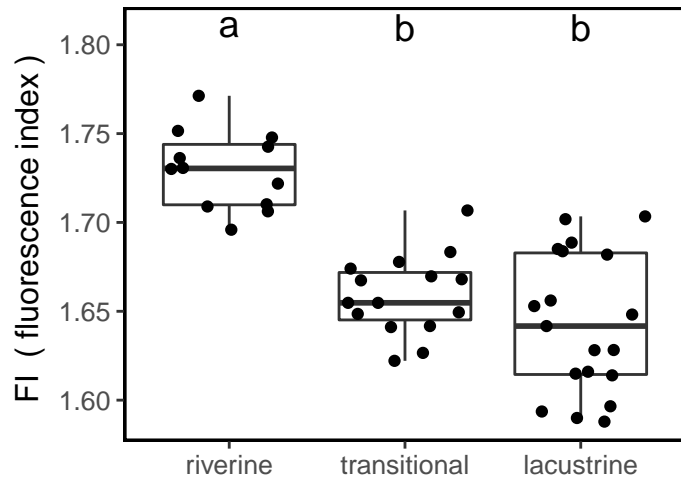 a b b
FI ( fluorescence index )
1.80
1.75
1.70
1.65
1.60
riverine transitional lacustrine